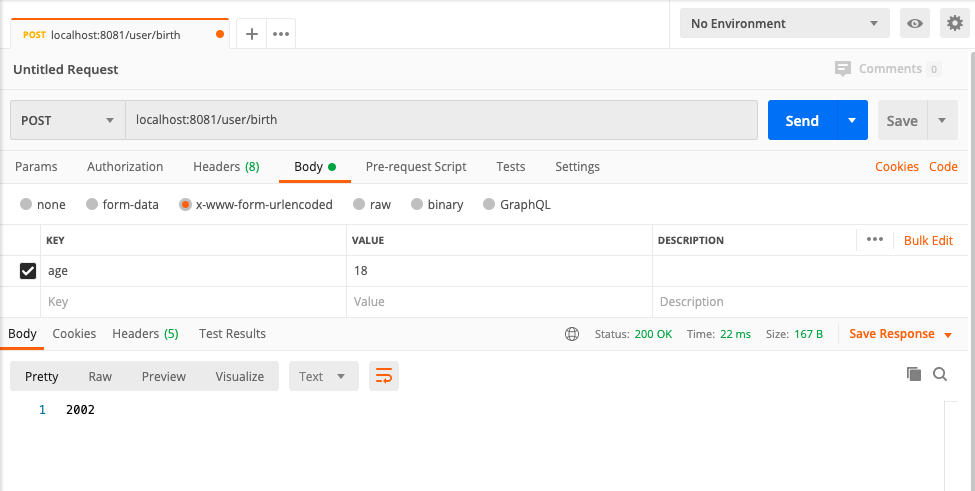 POST localhost:8081/user/birth
No Environment
Untitled Request
Comments 0
POST localhost:8081/user/birth Send Save
Params Authorization Headers (8) Body Pre-request Script Tests Settings Cookies Code
none form-data x-www-form-urlencoded raw binary GraphQL
KEY VALUE DESCRIPTION Bulk Edit
age 18
Key Value Description
Body Cookies Headers (5) Test Results Status: 200 OK Time: 22 ms Size: 167 B Save Response
Pretty Raw Preview Visualize Text
1 2002